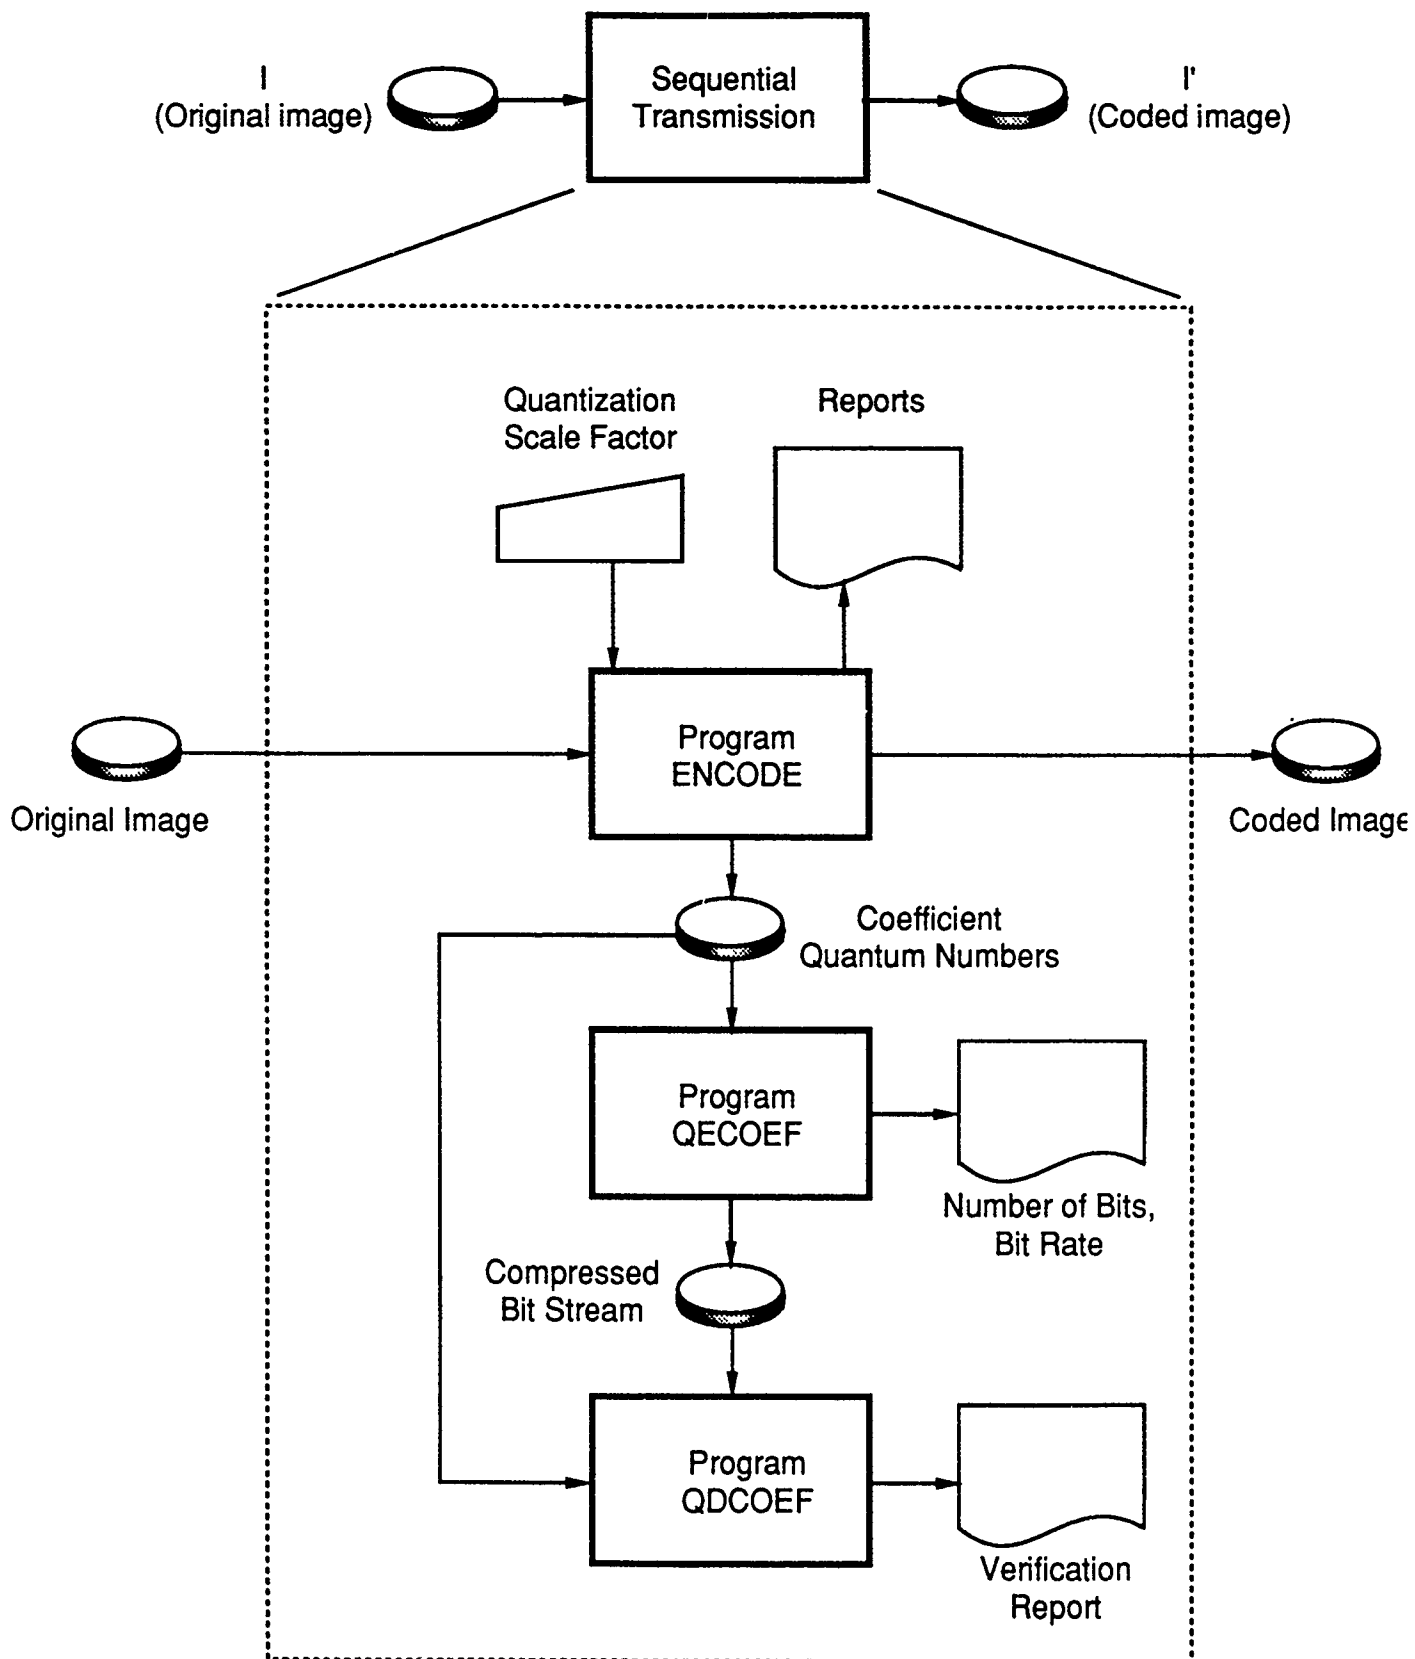 I
(Original image)
Sequential
Transmission
I'
(Coded image)
Quantization
Scale Factor
Reports
Program
ENCODE
Original Image
Coded Image
Coefficient
Quantum Numbers
Program
QECOEF
Number of Bits,
Bit Rate
Compressed
Bit Stream
Program
QDCOEF
Verification
Report